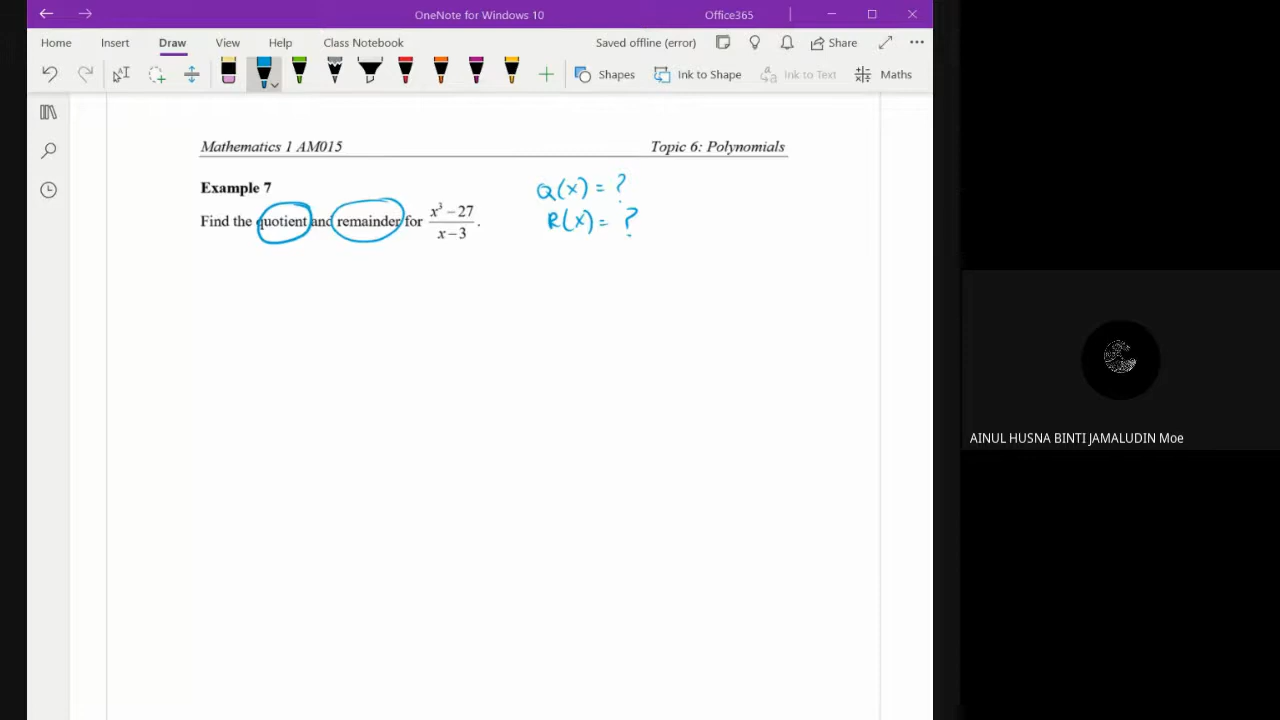 OneNote for Windows 10
Office365
Home Insert Draw View Help Class Notebook
Saved offline (error)
Share
Shapes
Ink to Shape
Ink to Text
Maths
Mathematics 1 AM015
Topic 6: Polynomials
Example 7
Q(x) = ?
Find the quotient and remainder for x³ − 27 / x − 3 .
R(x) = ?
AINUL HUSNA BINTI JAMALUDIN Moe